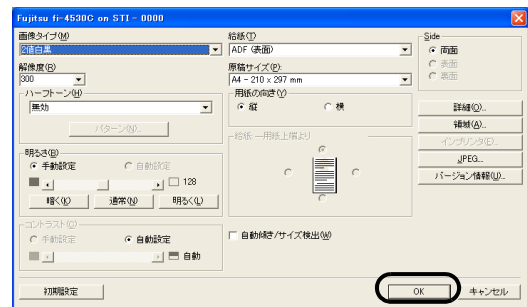 Fujitsu fi-4530C on STI - 0000
画像タイプ(M)
2値白黒
解像度(R)
300
ハーフトーン(H)
無効
パターン(N)...
明るさ(B)
手動設定
自動設定
128
暗く(K)
通常(N)
明るく(L)
コントラスト(O)
手動設定
自動設定
自動
初期設定
給紙(T)
ADF (表面)
原稿サイズ(P):
A4 - 210 x 297 mm
用紙の向き(Y)
縦
横
給紙 ―用紙上端より
自動傾き/サイズ検出(W)
Side
両面
表面
裏面
詳細(O)...
領域(A)...
インプリンタ(E)...
JPEG...
バージョン情報(U)...
OK
キャンセル